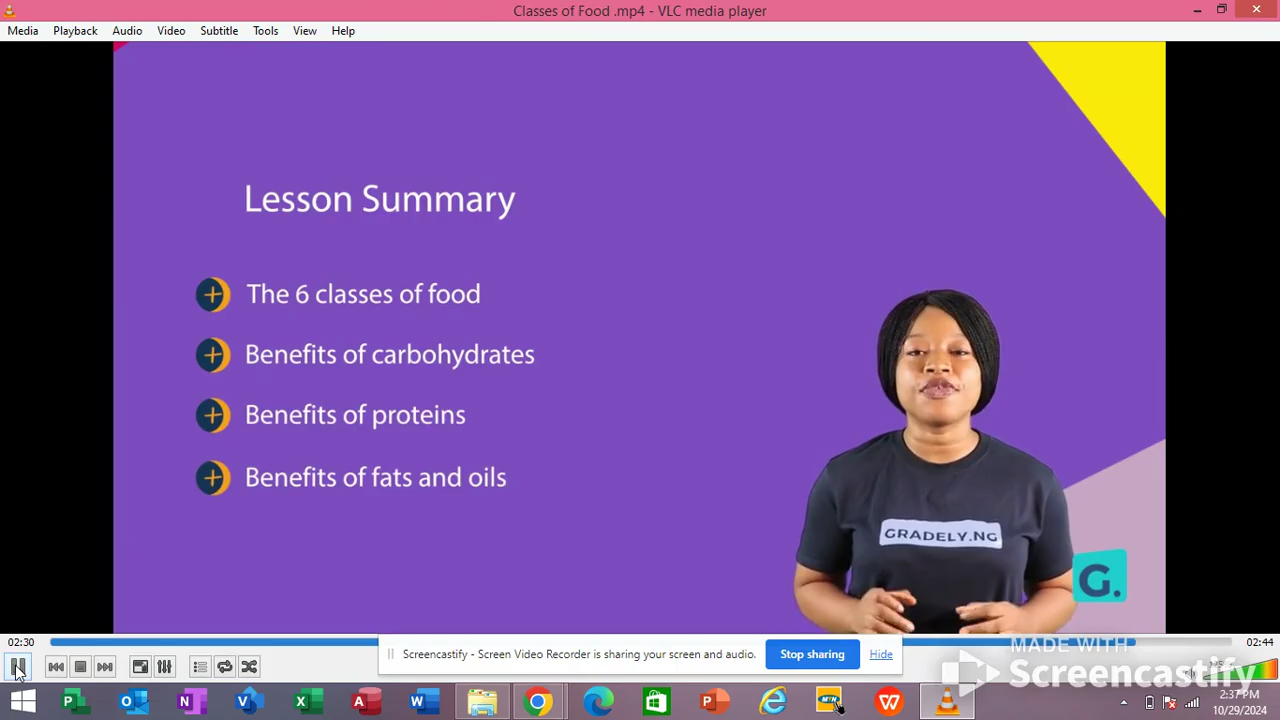 Classes of Food .mp4 - VLC media player
Media Playback Audio Video Subtitle Tools View Help
Lesson Summary
The 6 classes of food
Benefits of carbohydrates
Benefits of proteins
Benefits of fats and oils
GRADELY.NG
G.
02:30
02:44
MADE WITH
Screencastify
Screencastify - Screen Video Recorder is sharing your screen and audio.
Stop sharing
Hide
2:37 PM
10/29/2024